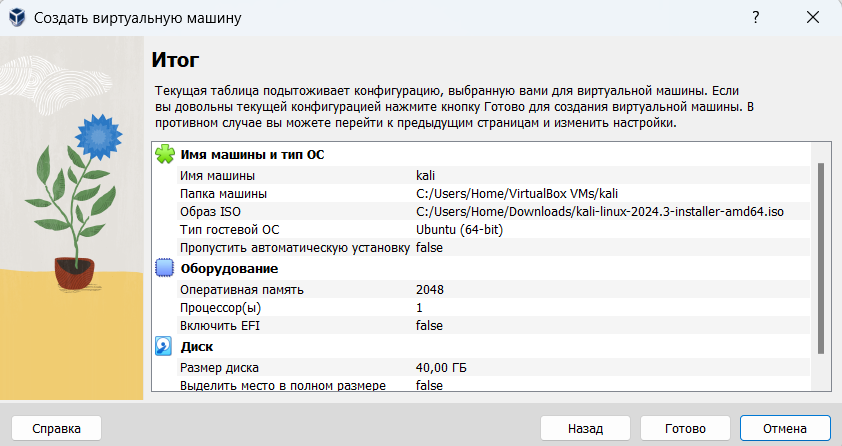 Создать виртуальную машину
?
Итог
Текущая таблица подытоживает конфигурацию, выбранную вами для виртуальной машины. Если
вы довольны текущей конфигурацией нажмите кнопку Готово для создания виртуальной машины. В
противном случае вы можете перейти к предыдущим страницам и изменить настройки.
Имя машины и тип ОС
Имя машины kali
Папка машины C:/Users/Home/VirtualBox VMs/kali
Образ ISO C:/Users/Home/Downloads/kali-linux-2024.3-installer-amd64.iso
Тип гостевой ОС Ubuntu (64-bit)
Пропустить автоматическую установку false
Оборудование
Оперативная память 2048
Процессор(ы) 1
Включить EFI false
Диск
Размер диска 40,00 ГБ
Выделить место в полном размере false
Справка Назад Готово Отмена